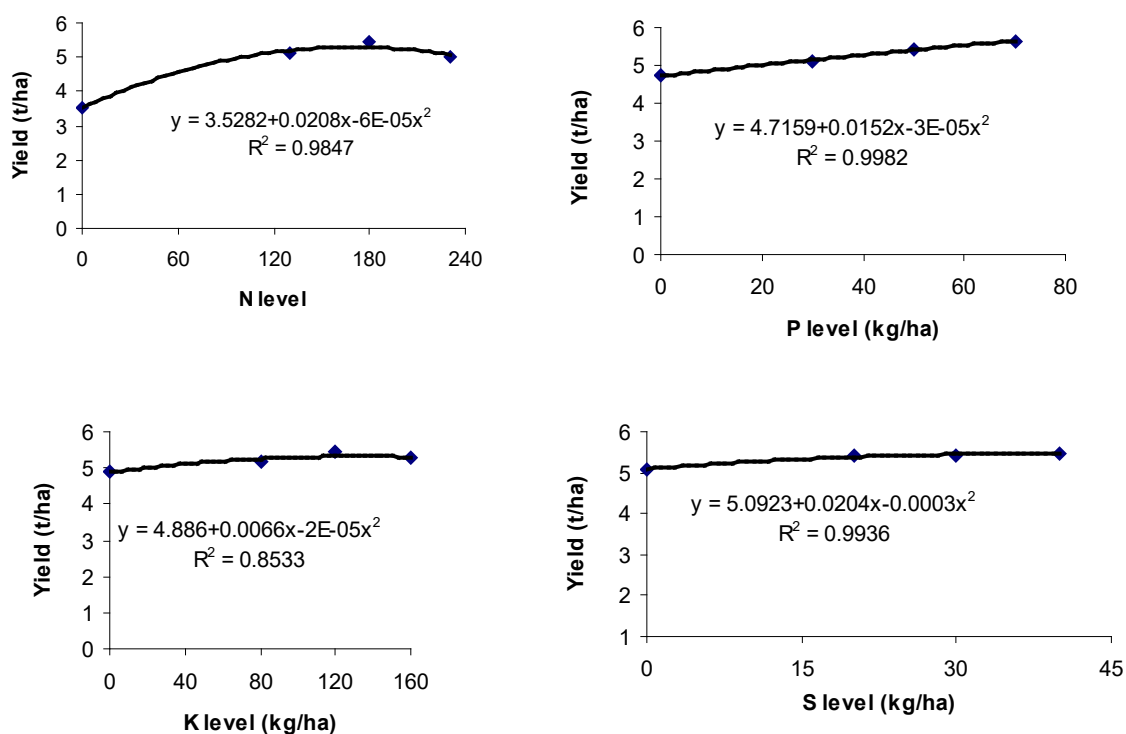 6
5
4
3
2
1
0
Yield (t/ha)
y = 3.5282+0.0208x-6E-05x²
R² = 0.9847
0 60 120 180 240
N level
6
5
4
3
2
1
0
Yield (t/ha)
y = 4.7159+0.0152x-3E-05x²
R² = 0.9982
0 20 40 60 80
P level (kg/ha)
6
5
4
3
2
1
0
Yield (t/ha)
y = 4.886+0.0066x-2E-05x²
R² = 0.8533
0 40 80 120 160
K level (kg/ha)
6
5
4
3
2
1
Yield (t/ha)
y = 5.0923+0.0204x-0.0003x²
R² = 0.9936
0 15 30 45
S level (kg/ha)